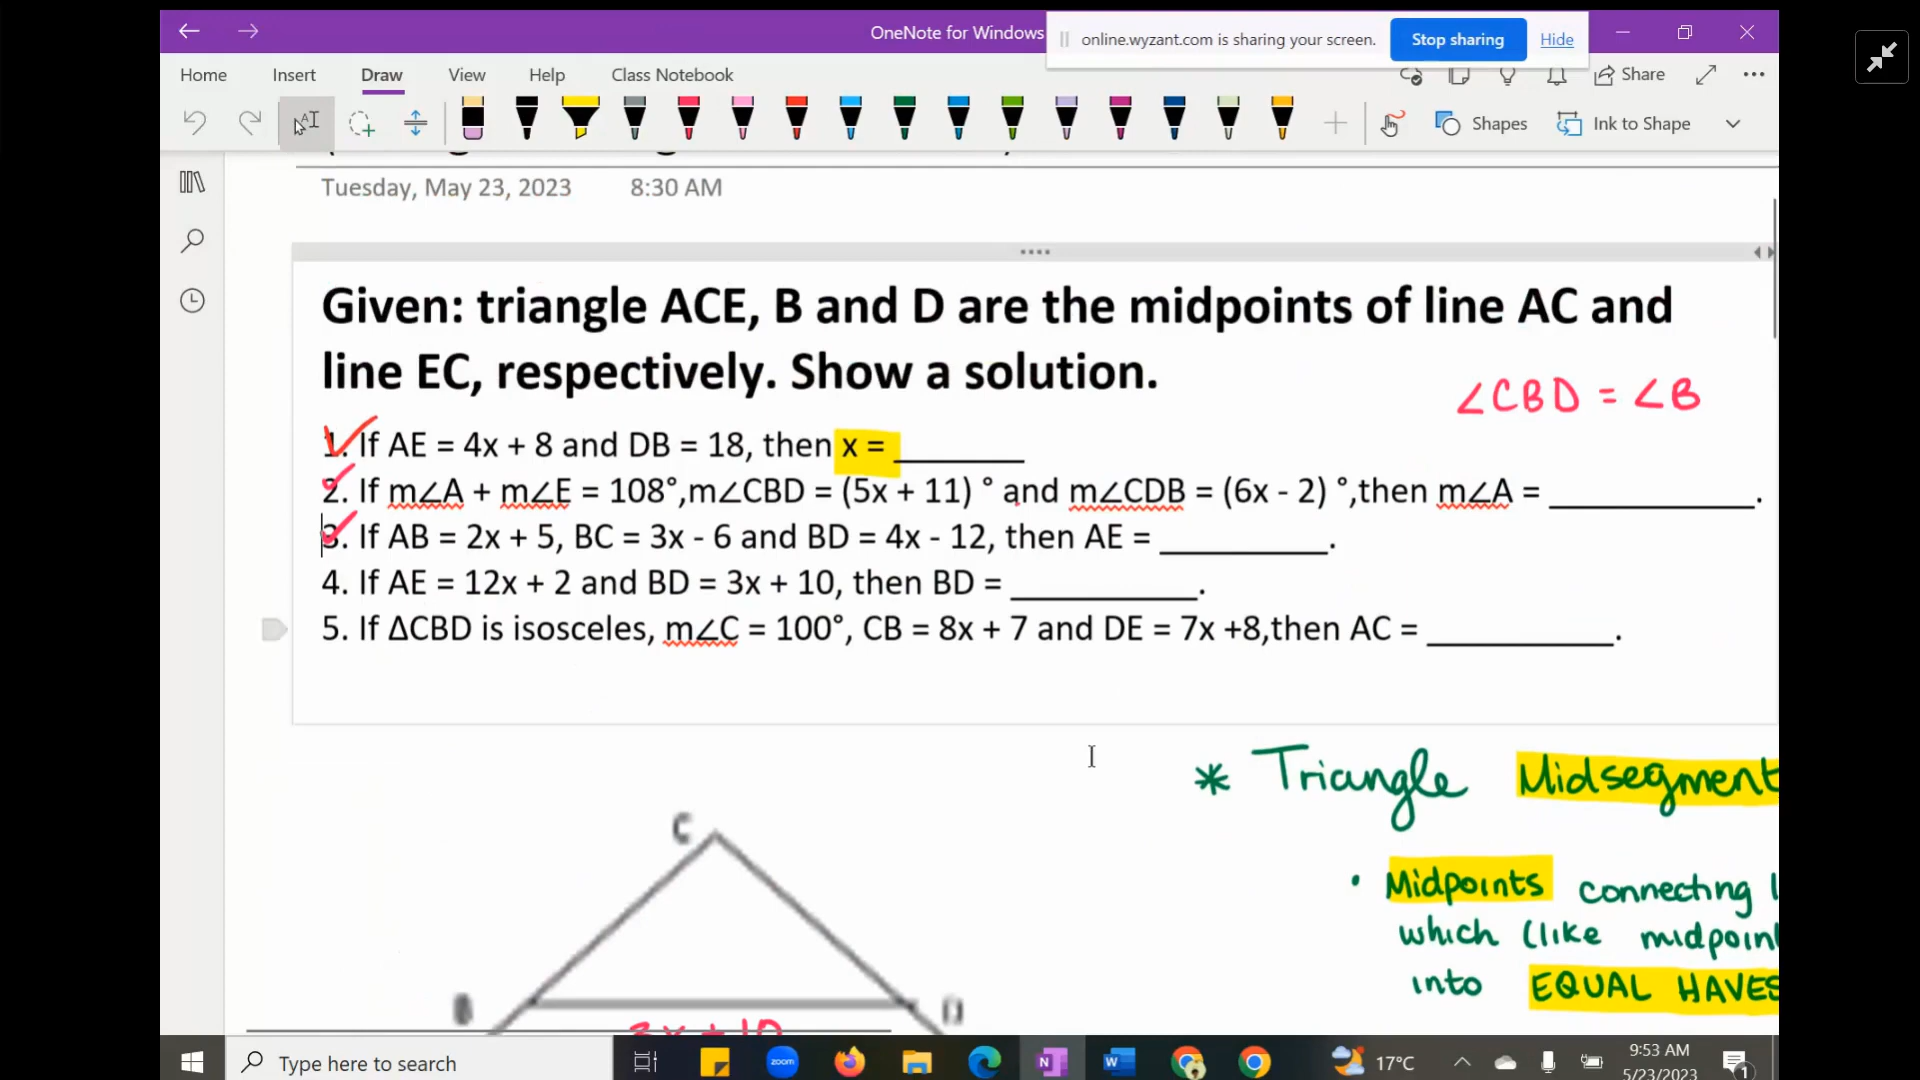 OneNote for Windows
online.wyzant.com is sharing your screen.
Stop sharing
Hide
Home Insert Draw View Help Class Notebook
Share
Shapes
Ink to Shape
Tuesday, May 23, 2023 8:30 AM
Given: triangle ACE, B and D are the midpoints of line AC and
line EC, respectively. Show a solution.
∠CBD = ∠B
1. If AE = 4x + 8 and DB = 18, then x = ________
2. If m∠A + m∠E = 108°,m∠CBD = (5x + 11) ° and m∠CDB = (6x - 2) °,then m∠A = ____________.
3. If AB = 2x + 5, BC = 3x - 6 and BD = 4x - 12, then AE = __________.
4. If AE = 12x + 2 and BD = 3x + 10, then BD = ___________.
5. If ΔCBD is isosceles, m∠C = 100°, CB = 8x + 7 and DE = 7x +8,then AC = ___________.
* Triangle Midsegment
C
• Midpoints connecting
which (like midpoin
into EQUAL HAVES
B D
3x + 10
Type here to search
zoom
17°C
9:53 AM
5/23/2023
1